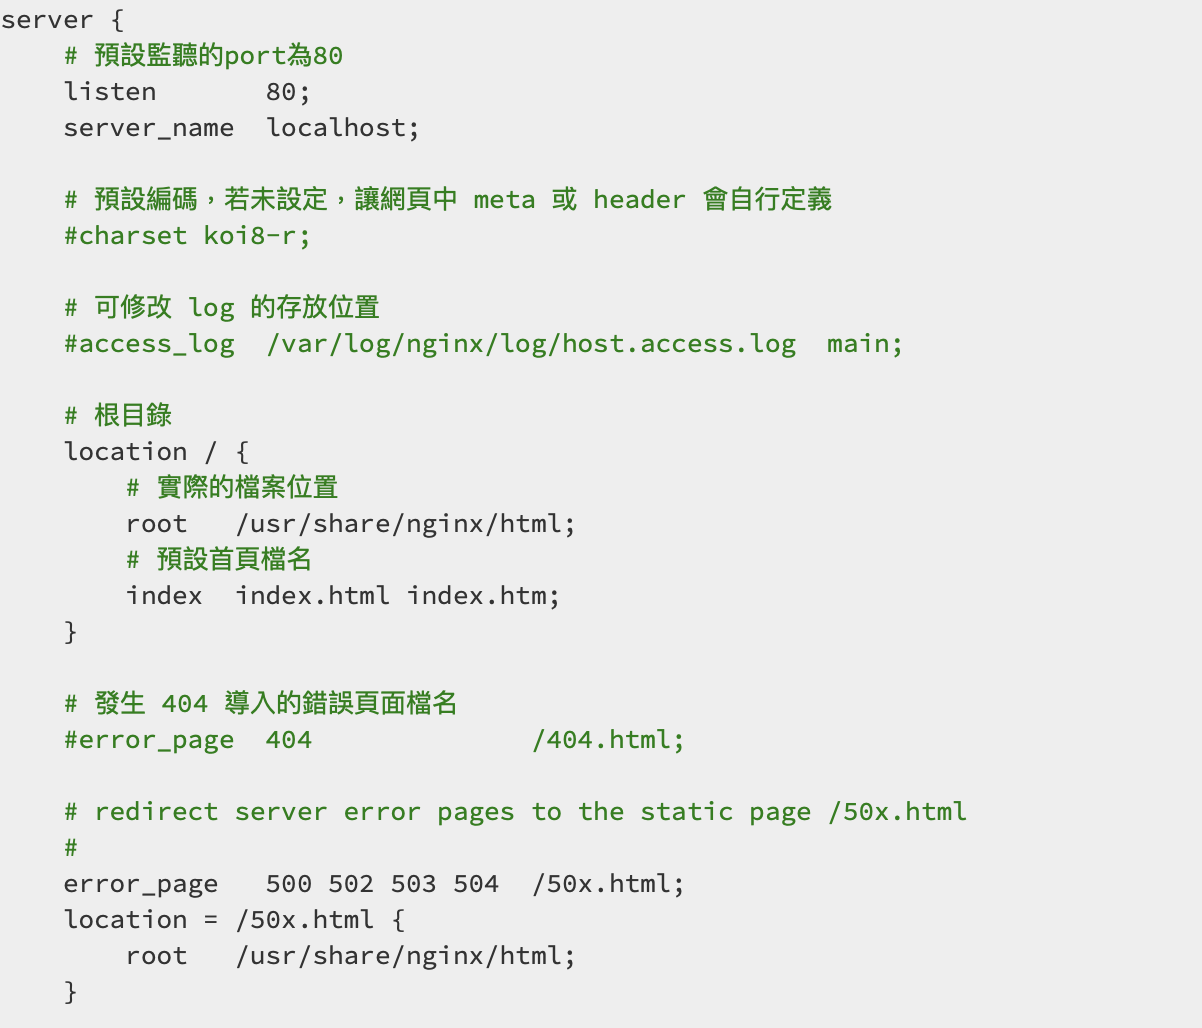 server {
    # 預設監聽的port為80
    listen       80;
    server_name  localhost;

    # 預設編碼，若未設定，讓網頁中 meta 或 header 會自行定義
    #charset koi8-r;

    # 可修改 log 的存放位置
    #access_log  /var/log/nginx/log/host.access.log  main;

    # 根目錄
    location / {
        # 實際的檔案位置
        root   /usr/share/nginx/html;
        # 預設首頁檔名
        index  index.html index.htm;
    }

    # 發生 404 導入的錯誤頁面檔名
    #error_page  404              /404.html;

    # redirect server error pages to the static page /50x.html
    #
    error_page   500 502 503 504  /50x.html;
    location = /50x.html {
        root   /usr/share/nginx/html;
    }